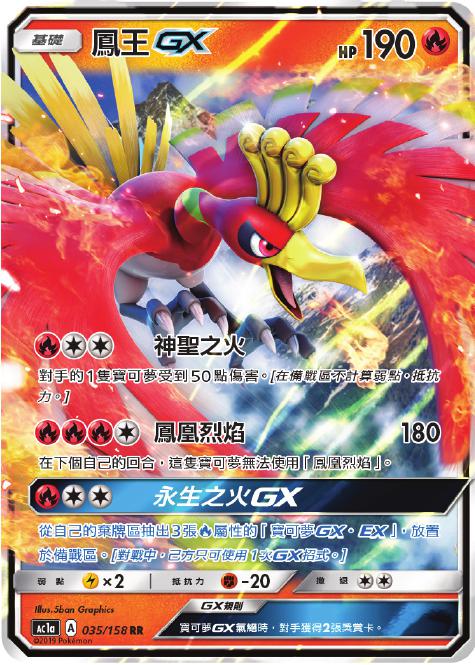 基礎 鳳王GX HP190
神聖之火
對手的1隻寶可夢受到50點傷害。[在備戰區不計算弱點・抵抗
力。]
鳳凰烈焰 180
在下個自己的回合,這隻寶可夢無法使用「鳳凰烈焰」。
永生之火GX
從自己的棄牌區抽出3張屬性的「寶可夢GX・EX」,放置
於備戰區。[對戰中,己方只可使用1次GX招式。]
弱點 ×2 抵抗力 -20 撤退
Illus.5ban Graphics
GX規則
AC1a A 035/158 RR
寶可夢GX氣絕時,對手獲得2張獎賞卡。
©2019 Pokémon